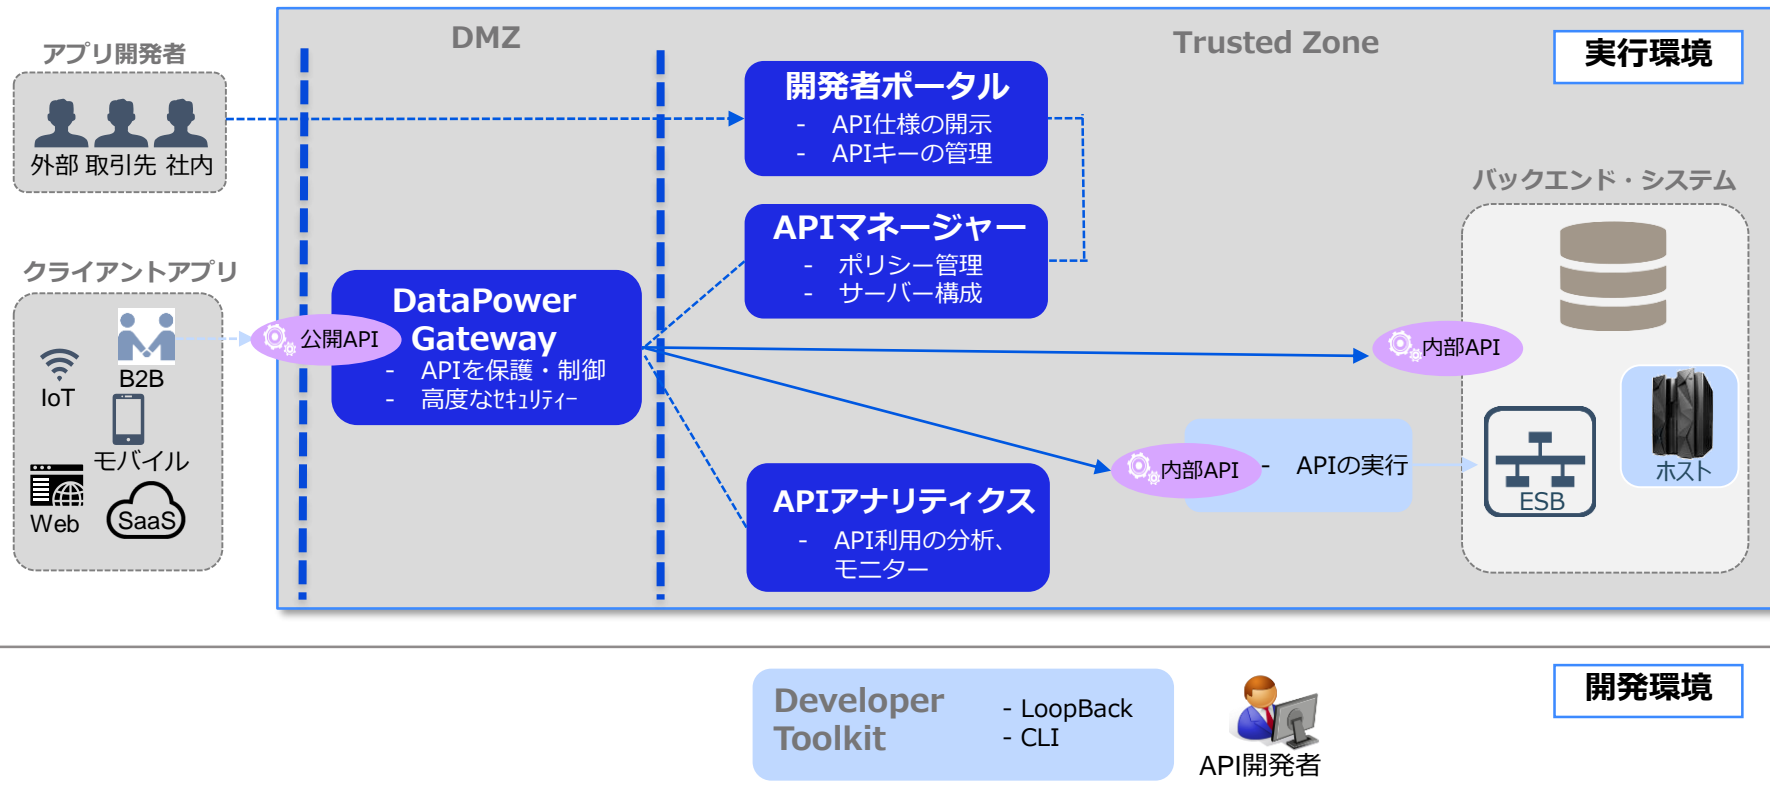 DMZ
Trusted Zone
実行環境
アプリ開発者
外部 取引先 社内
開発者ポータル
- API仕様の開示
- APIキーの管理
バックエンド・システム
APIマネージャー
- ポリシー管理
- サーバー構成
クライアントアプリ
B2B
IoT
モバイル
Web
SaaS
公開API
DataPower
Gateway
- APIを保護・制御
- 高度なｾｷｭﾘﾃｨｰ
内部API
内部API
- APIの実行
ESB
ホスト
APIアナリティクス
- API利用の分析、
モニター
開発環境
Developer
Toolkit
- LoopBack
- CLI
API開発者